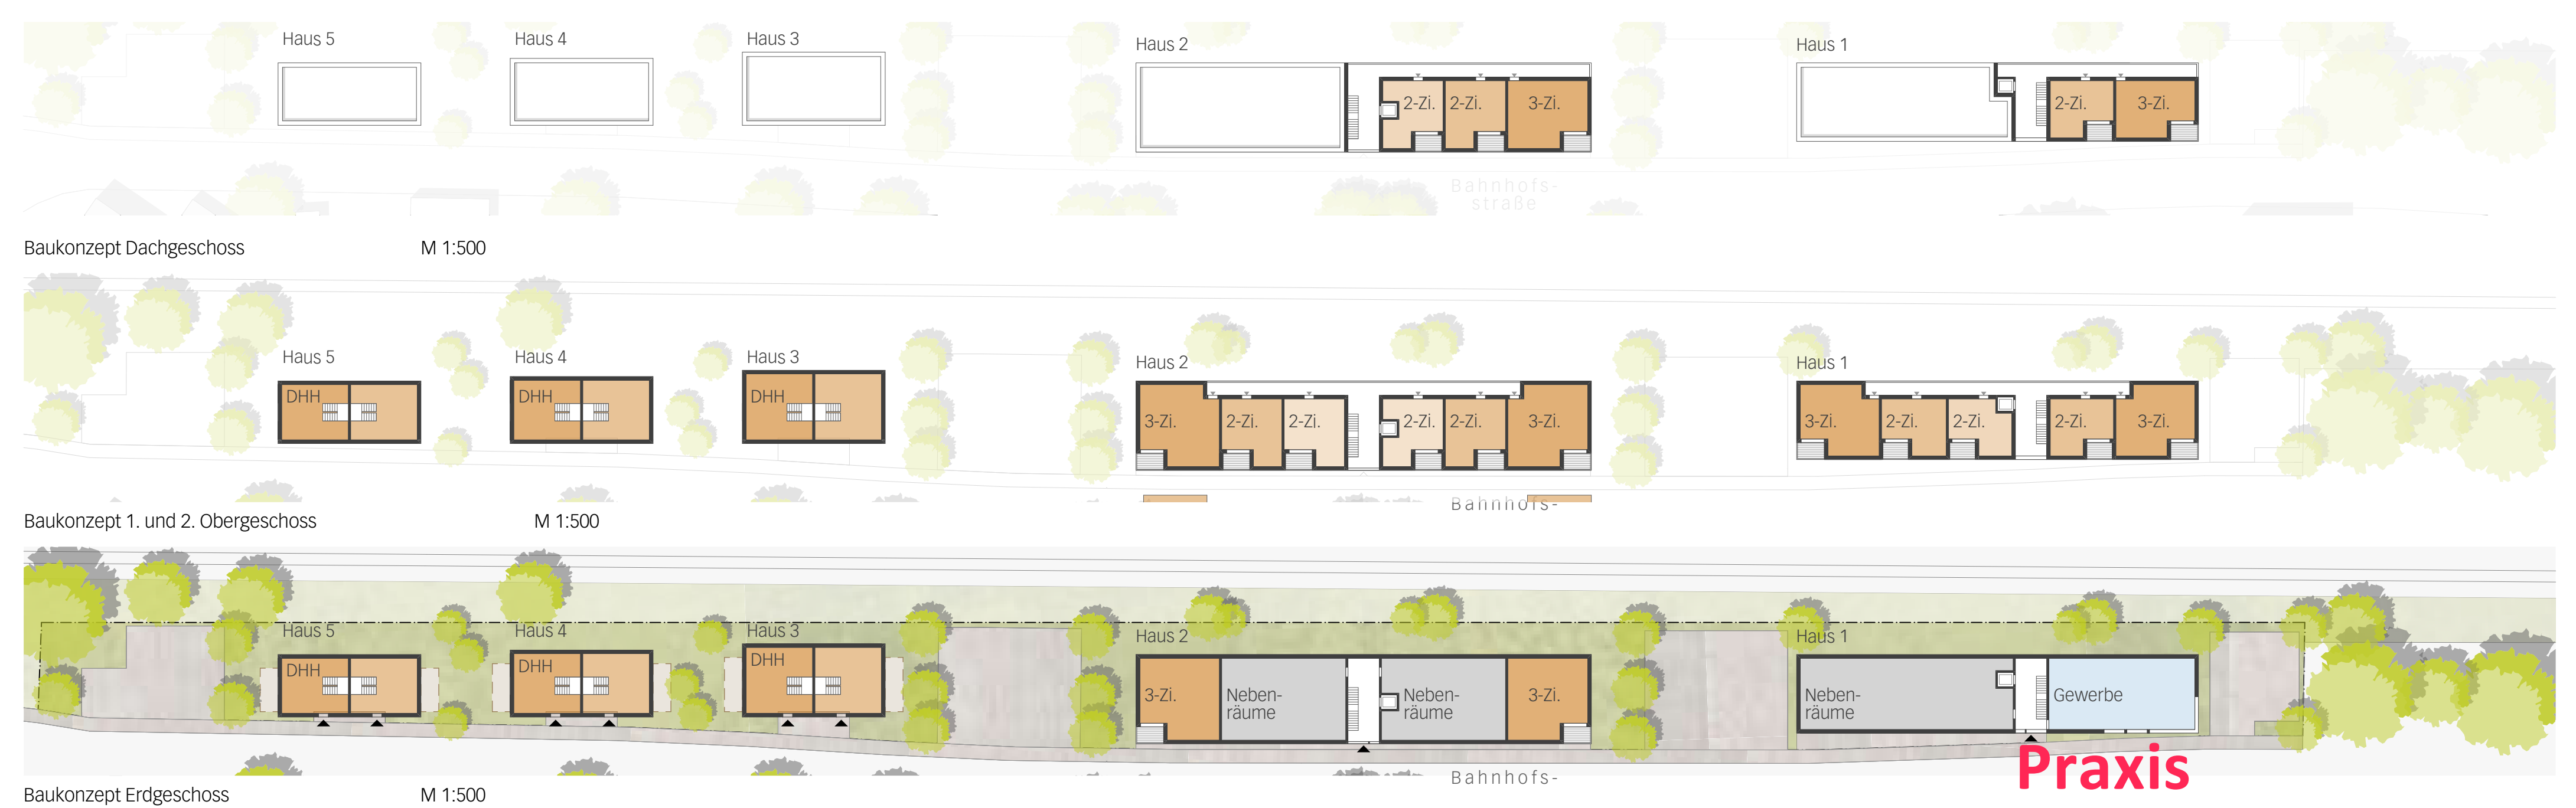 Haus 5
Haus 4
Haus 3
Haus 2
Haus 1
2-Zi.
2-Zi.
3-Zi.
2-Zi.
3-Zi.
Bahnhofs-
straße
Baukonzept Dachgeschoss M 1:500
Haus 5
Haus 4
Haus 3
Haus 2
Haus 1
DHH
DHH
DHH
3-Zi.
2-Zi.
2-Zi.
2-Zi.
2-Zi.
3-Zi.
3-Zi.
2-Zi.
2-Zi.
2-Zi.
3-Zi.
Bahnhofs-
Baukonzept 1. und 2. Obergeschoss M 1:500
Haus 5
Haus 4
Haus 3
Haus 2
Haus 1
DHH
DHH
DHH
3-Zi.
Neben-
räume
Neben-
räume
3-Zi.
Neben-
räume
Gewerbe
Praxis
Bahnhofs-
Baukonzept Erdgeschoss M 1:500